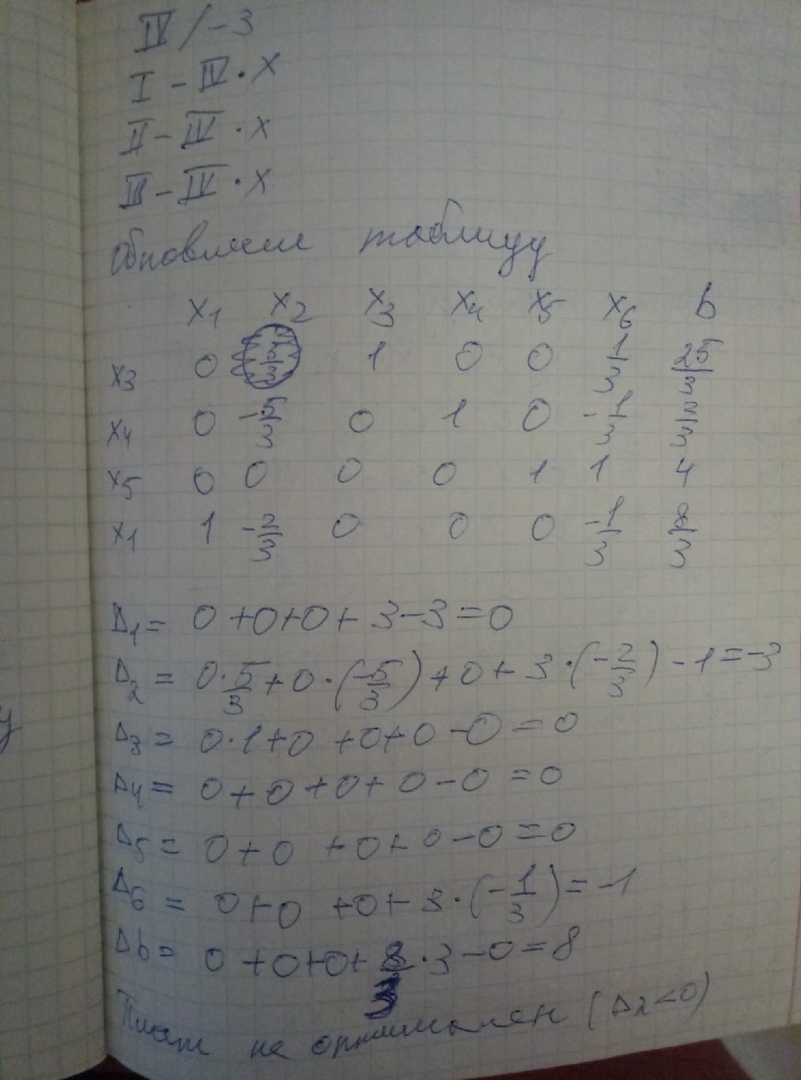 IV / -3
I - IV · X
II - IV · X
III - IV · X
Обновляем таблицу
x1 x2 x3 x4 x5 x6 b
x3 0 5/3 1 0 0 1/3 25/3
x4 0 -5/3 0 1 0 -1/3 2/3
x5 0 0 0 0 1 1 4
x1 1 -2/3 0 0 0 -1/3 8/3
Δ1 = 0+0+0+3-3=0
Δ2 = 0·5/3+0·(-5/3)+0+3·(-2/3)-1=-3
Δ3 = 0·1+0+0+0-0=0
Δ4 = 0+0+0+0-0=0
Δ5 = 0+0+0+0-0=0
Δ6 = 0+0+0+3·(-1/3)=-1
Δb = 0+0+0+8/3·3-0=8
План не оптимален (Δ2<0)